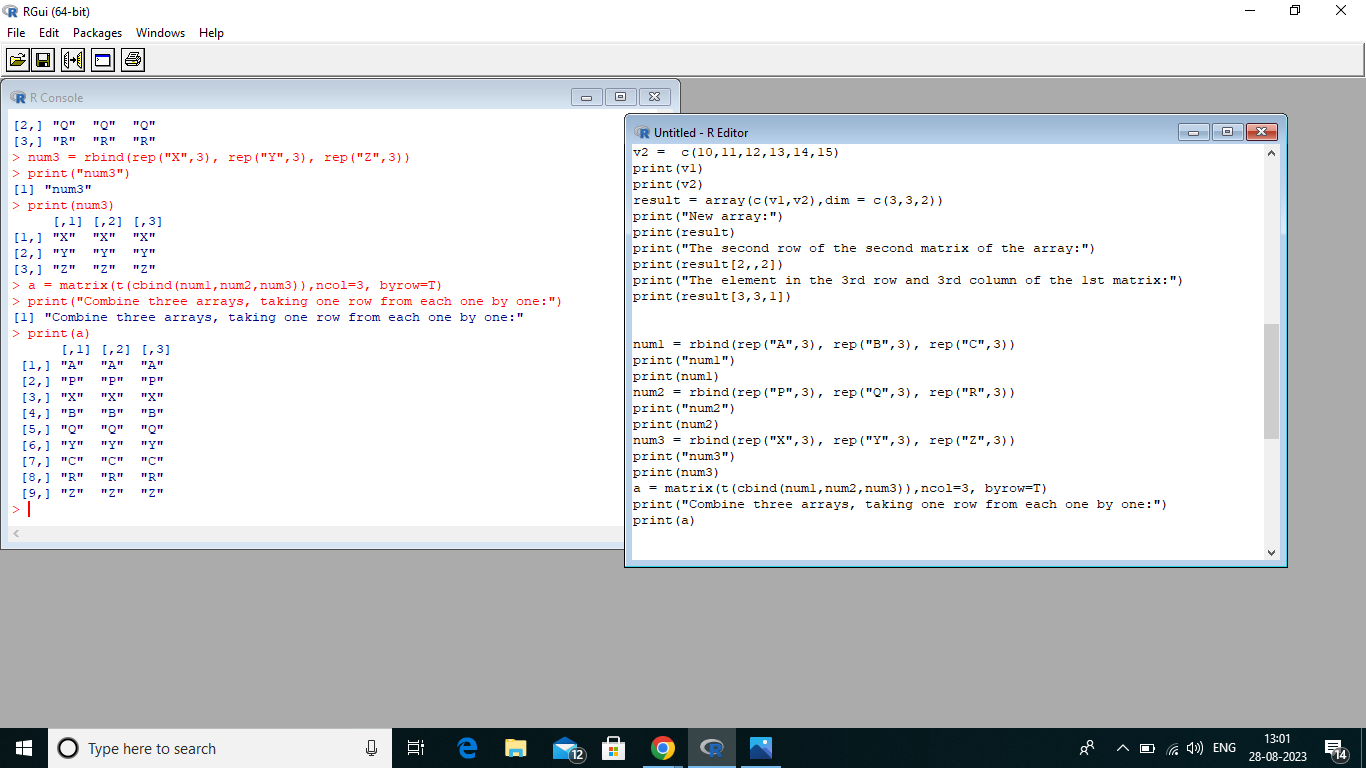 RGui (64-bit)
File Edit Packages Windows Help
R Console
[2,] "Q"  "Q"  "Q"
[3,] "R"  "R"  "R"
> num3 = rbind(rep("X",3), rep("Y",3), rep("Z",3))
> print("num3")
[1] "num3"
> print(num3)
     [,1] [,2] [,3]
[1,] "X"  "X"  "X"
[2,] "Y"  "Y"  "Y"
[3,] "Z"  "Z"  "Z"
> a = matrix(t(cbind(num1,num2,num3)),ncol=3, byrow=T)
> print("Combine three arrays, taking one row from each one by one:")
[1] "Combine three arrays, taking one row from each one by one:"
> print(a)
      [,1] [,2] [,3]
 [1,] "A"  "A"  "A"
 [2,] "P"  "P"  "P"
 [3,] "X"  "X"  "X"
 [4,] "B"  "B"  "B"
 [5,] "Q"  "Q"  "Q"
 [6,] "Y"  "Y"  "Y"
 [7,] "C"  "C"  "C"
 [8,] "R"  "R"  "R"
 [9,] "Z"  "Z"  "Z"
>
Untitled - R Editor
v2 =  c(10,11,12,13,14,15)
print(v1)
print(v2)
result = array(c(v1,v2),dim = c(3,3,2))
print("New array:")
print(result)
print("The second row of the second matrix of the array:")
print(result[2,,2])
print("The element in the 3rd row and 3rd column of the 1st matrix:")
print(result[3,3,1])
num1 = rbind(rep("A",3), rep("B",3), rep("C",3))
print("num1")
print(num1)
num2 = rbind(rep("P",3), rep("Q",3), rep("R",3))
print("num2")
print(num2)
num3 = rbind(rep("X",3), rep("Y",3), rep("Z",3))
print("num3")
print(num3)
a = matrix(t(cbind(num1,num2,num3)),ncol=3, byrow=T)
print("Combine three arrays, taking one row from each one by one:")
print(a)
Type here to search
12
ENG
13:01
28-08-2023
14